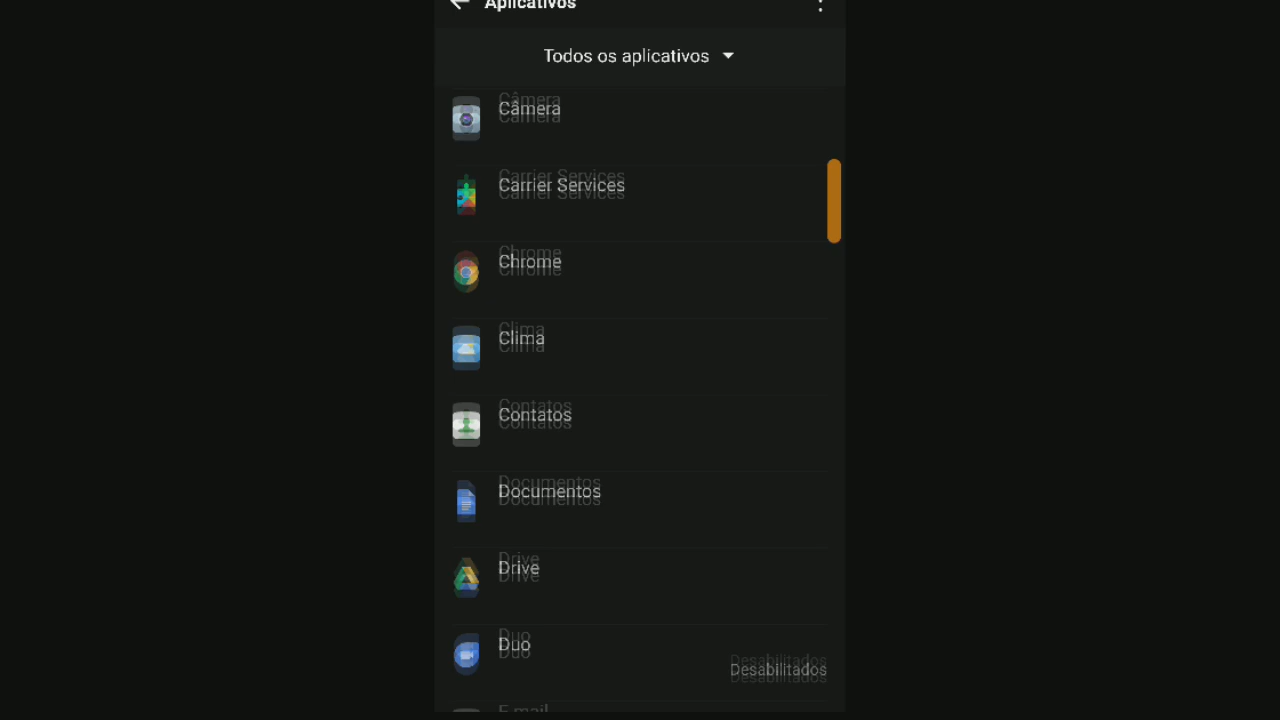 Aplicativos
Todos os aplicativos
Câmera
Carrier Services
Chrome
Clima
Contatos
Documentos
Drive
Duo
Desabilitados
E-mail